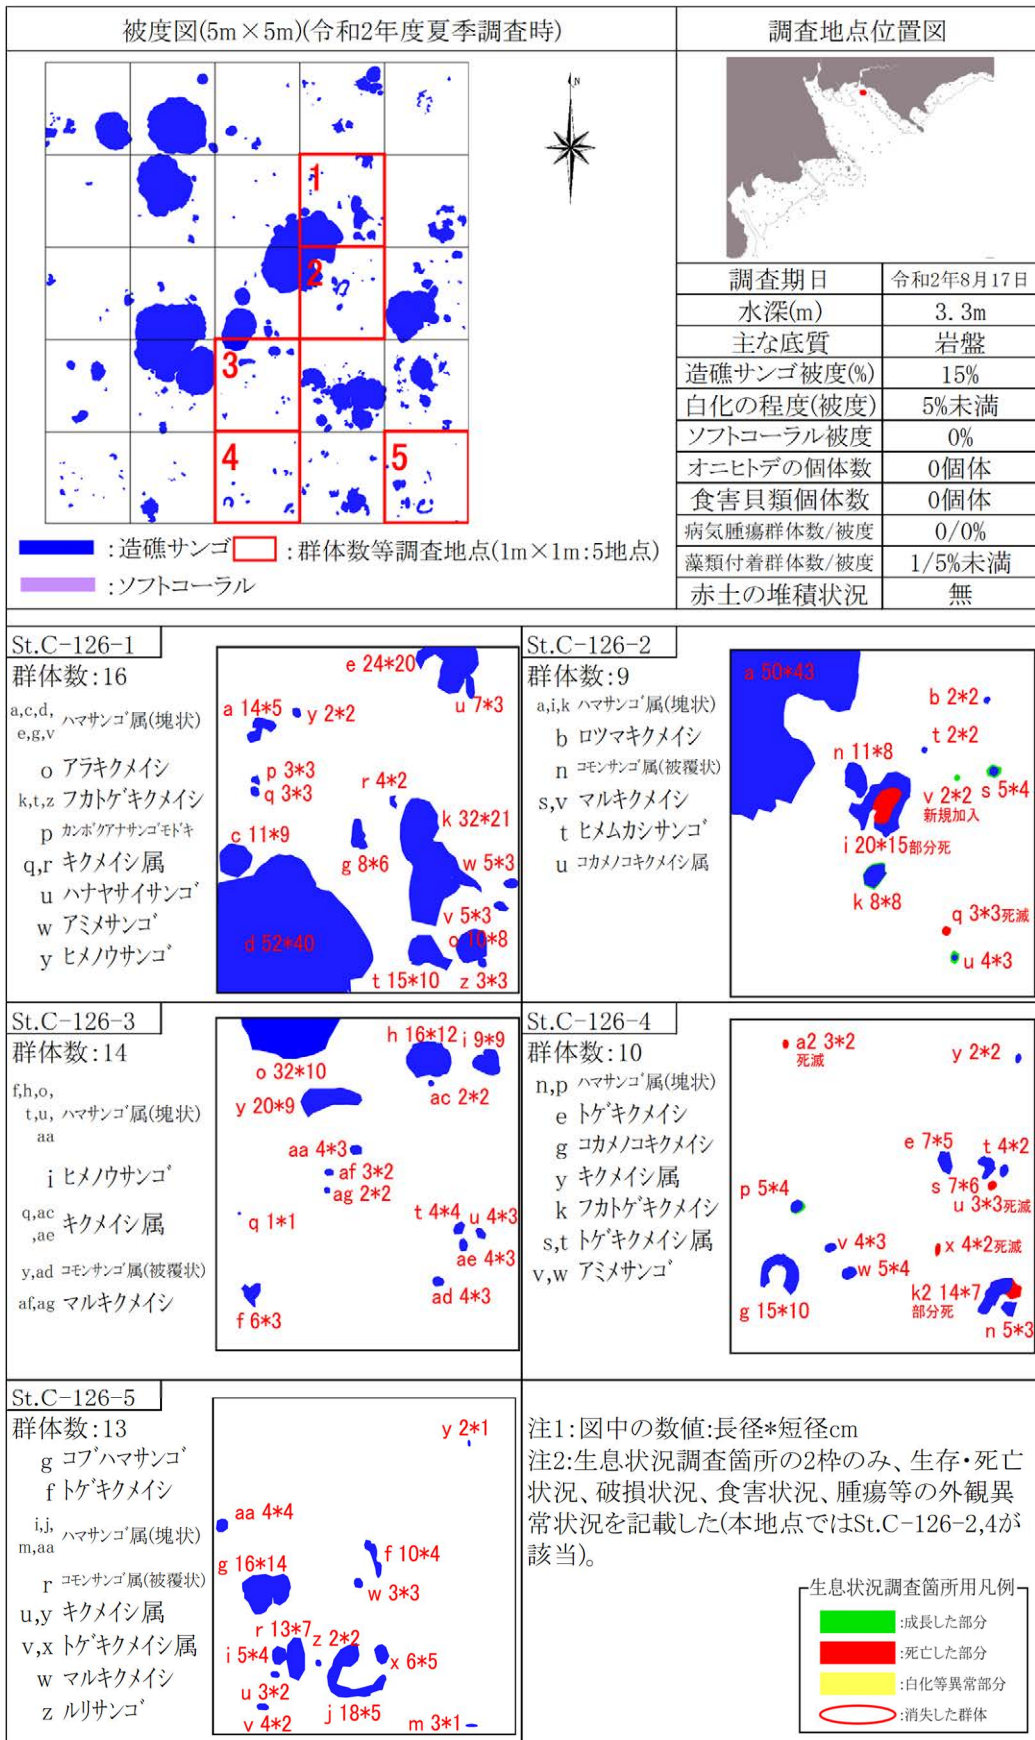 被度図(5m×5m)(令和2年度夏季調査時)
N
1
2
3
4
5
:造礁サンゴ
:群体数等調査地点(1m×1m:5地点)
:ソフトコーラル
調査地点位置図
調査期日 令和2年8月17日
水深(m) 3.3m
主な底質 岩盤
造礁サンゴ被度(%) 15%
白化の程度(被度) 5%未満
ソフトコーラル被度 0%
オニヒトデの個体数 0個体
食害貝類個体数 0個体
病気腫瘍群体数/被度 0/0%
藻類付着群体数/被度 1/5%未満
赤土の堆積状況 無
St.C-126-1
群体数:16
a,c,d,
e,g,v ハマサンゴ属(塊状)
o アラキクメイシ
k,t,z フカトゲキクメイシ
p カンボクアナサンゴモドキ
q,r キクメイシ属
u ハナヤサイサンゴ
w アミメサンゴ
y ヒメノウサンゴ
e 24*20
u 7*3
a 14*5
y 2*2
p 3*3
q 3*3
r 4*2
k 32*21
c 11*9
g 8*6
w 5*3
v 5*3
d 52*40
o 10*8
t 15*10
z 3*3
St.C-126-2
群体数:9
a,i,k ハマサンゴ属(塊状)
b ロツマキクメイシ
n コモンサンゴ属(被覆状)
s,v マルキクメイシ
t ヒメムカシサンゴ
u コカメノコキクメイシ属
a 50*43
b 2*2
t 2*2
n 11*8
v 2*2
新規加入
s 5*4
i 20*15部分死
k 8*8
q 3*3死滅
u 4*3
St.C-126-3
群体数:14
f,h,o,
t,u,
aa ハマサンゴ属(塊状)
i ヒメノウサンゴ
q,ac
,ae キクメイシ属
y,ad コモンサンゴ属(被覆状)
af,ag マルキクメイシ
h 16*12
i 9*9
o 32*10
ac 2*2
y 20*9
aa 4*3
af 3*2
ag 2*2
q 1*1
t 4*4
u 4*3
ae 4*3
ad 4*3
f 6*3
St.C-126-4
群体数:10
n,p ハマサンゴ属(塊状)
e トゲキクメイシ
g コカメノコキクメイシ
y キクメイシ属
k フカトゲキクメイシ
s,t トゲキクメイシ属
v,w アミメサンゴ
a2 3*2
死滅
y 2*2
e 7*5
t 4*2
s 7*6
u 3*3死滅
p 5*4
v 4*3
x 4*2死滅
w 5*4
k2 14*7
部分死
g 15*10
n 5*3
St.C-126-5
群体数:13
g コブハマサンゴ
f トゲキクメイシ
i,j,
m,aa ハマサンゴ属(塊状)
r コモンサンゴ属(被覆状)
u,y キクメイシ属
v,x トゲキクメイシ属
w マルキクメイシ
z ルリサンゴ
y 2*1
aa 4*4
f 10*4
g 16*14
w 3*3
r 13*7
z 2*2
i 5*4
x 6*5
u 3*2
j 18*5
v 4*2
m 3*1
注1:図中の数値:長径*短径cm
注2:生息状況調査箇所の2枠のみ、生存・死亡
状況、破損状況、食害状況、腫瘍等の外観異
常状況を記載した(本地点ではSt.C-126-2,4が
該当)。
生息状況調査箇所用凡例
:成長した部分
:死亡した部分
:白化等異常部分
:消失した群体